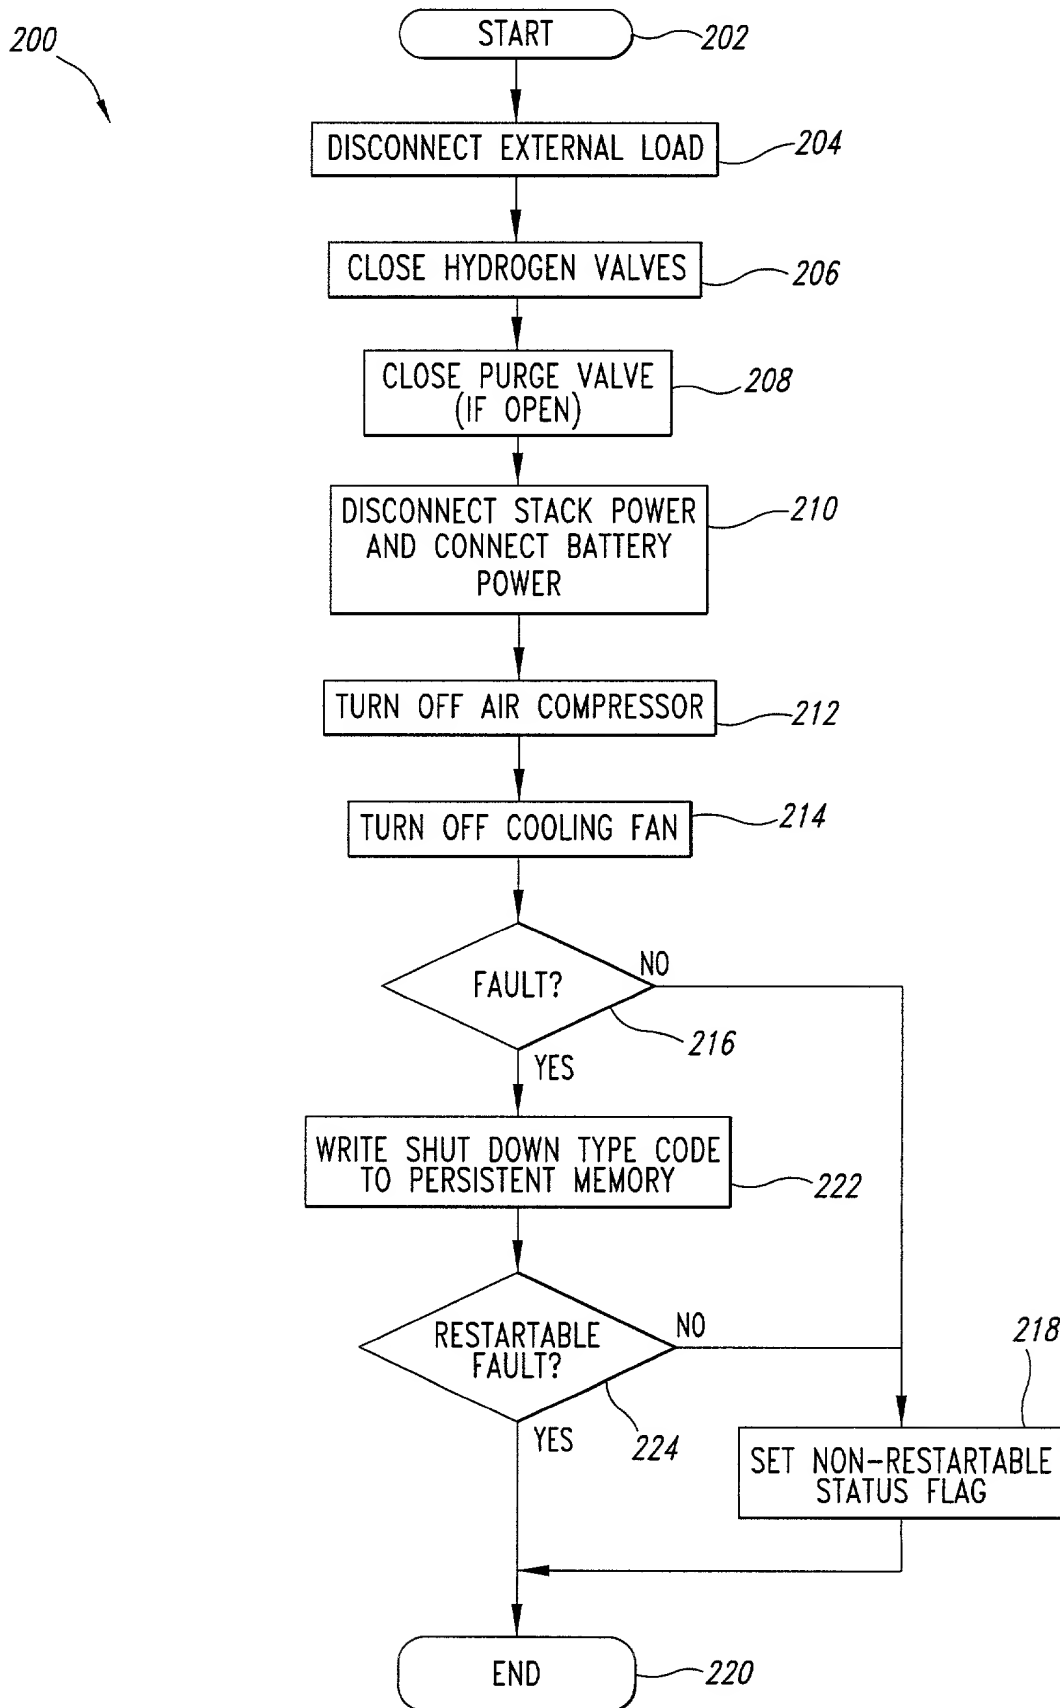 200
START
202
DISCONNECT EXTERNAL LOAD
204
CLOSE HYDROGEN VALVES
206
CLOSE PURGE VALVE
(IF OPEN)
208
DISCONNECT STACK POWER
AND CONNECT BATTERY
POWER
210
TURN OFF AIR COMPRESSOR
212
TURN OFF COOLING FAN
214
FAULT?
NO
216
YES
WRITE SHUT DOWN TYPE CODE
TO PERSISTENT MEMORY
222
RESTARTABLE
FAULT?
NO
224
YES
218
SET NON-RESTARTABLE
STATUS FLAG
END
220